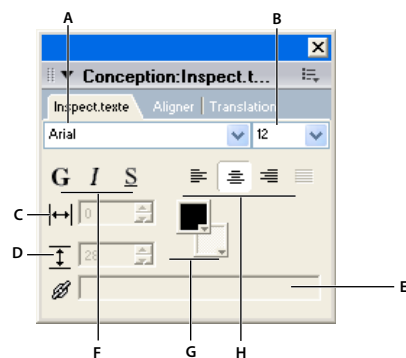 A
B
Conception:Inspect.t...
Inspect.texte Aligner Translation
Arial 12
G I S
C 0
D 28
E
F G H